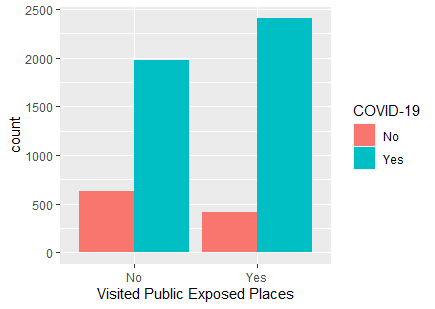 2500
2000
1500
1000
500
0
count
No
Yes
Visited Public Exposed Places
COVID-19
No
Yes